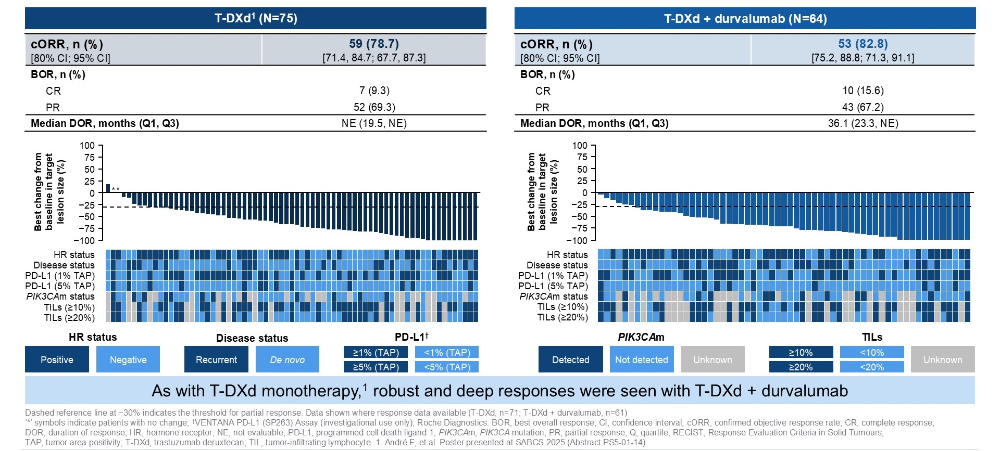 T-DXd¹ (N=75)
cORR, n (%) 59 (78.7)
[80% CI; 95% CI] [71.4, 84.7; 67.7, 87.3]
BOR, n (%)
CR 7 (9.3)
PR 52 (69.3)
Median DOR, months (Q1, Q3) NE (19.5, NE)
Best change from
baseline in target
lesion size (%)
100
75
50
25
0
−25
−50
−75
−100
**
HR status
Disease status
PD-L1 (1% TAP)
PD-L1 (5% TAP)
PIK3CAm status
TILs (≥10%)
TILs (≥20%)
T-DXd + durvalumab (N=64)
cORR, n (%) 53 (82.8)
[80% CI; 95% CI] [75.2, 88.8; 71.3, 91.1]
BOR, n (%)
CR 10 (15.6)
PR 43 (67.2)
Median DOR, months (Q1, Q3) 36.1 (23.3, NE)
Best change from
baseline in target
lesion size (%)
100
75
50
25
0
−25
−50
−75
−100
HR status
Disease status
PD-L1 (1% TAP)
PD-L1 (5% TAP)
PIK3CAm status
TILs (≥10%)
TILs (≥20%)
HR status
Positive Negative
Disease status
Recurrent De novo
PD-L1†
≥1% (TAP) <1% (TAP)
≥5% (TAP) <5% (TAP)
PIK3CAm
Detected Not detected Unknown
TILs
≥10% <10%
≥20% <20%
Unknown
As with T-DXd monotherapy,¹ robust and deep responses were seen with T-DXd + durvalumab
Dashed reference line at −30% indicates the threshold for partial response. Data shown where response data available (T-DXd, n=71; T-DXd + durvalumab, n=61)
‘*’ symbols indicate patients with no change; †VENTANA PD-L1 (SP263) Assay (investigational use only); Roche Diagnostics. BOR, best overall response; CI, confidence interval; cORR, confirmed objective response rate; CR, complete response;
DOR, duration of response; HR, hormone receptor; NE, not evaluable; PD-L1, programmed cell death ligand 1; PIK3CAm, PIK3CA mutation; PR, partial response; Q, quartile; RECIST, Response Evaluation Criteria in Solid Tumours;
TAP, tumor area positivity; T-DXd, trastuzumab deruxtecan; TIL, tumor-infiltrating lymphocyte. 1. André F, et al. Poster presented at SABCS 2025 (Abstract PS5-01-14)